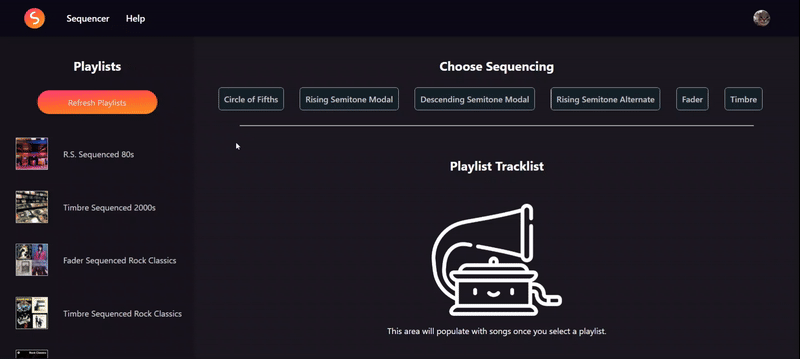 S
Sequencer
Help
Playlists
Refresh Playlists
R.S. Sequenced 80s
Timbre Sequenced 2000s
Fader Sequenced Rock Classics
Timbre Sequenced Rock Classics
Choose Sequencing
Circle of Fifths
Rising Semitone Modal
Descending Semitone Modal
Rising Semitone Alternate
Fader
Timbre
Playlist Tracklist
This area will populate with songs once you select a playlist.